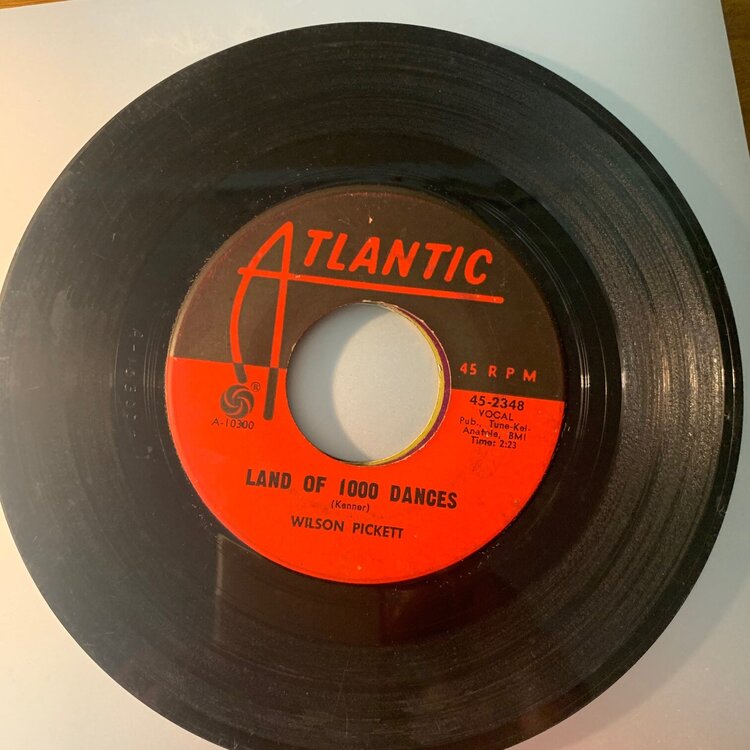 ATLANTIC
45 RPM
®
A-10300
45-2348
VOCAL
Pub., Tune-Kel-
Anatole, BMI
Time: 2:23
LAND OF 1000 DANCES
(Kenner)
WILSON PICKETT